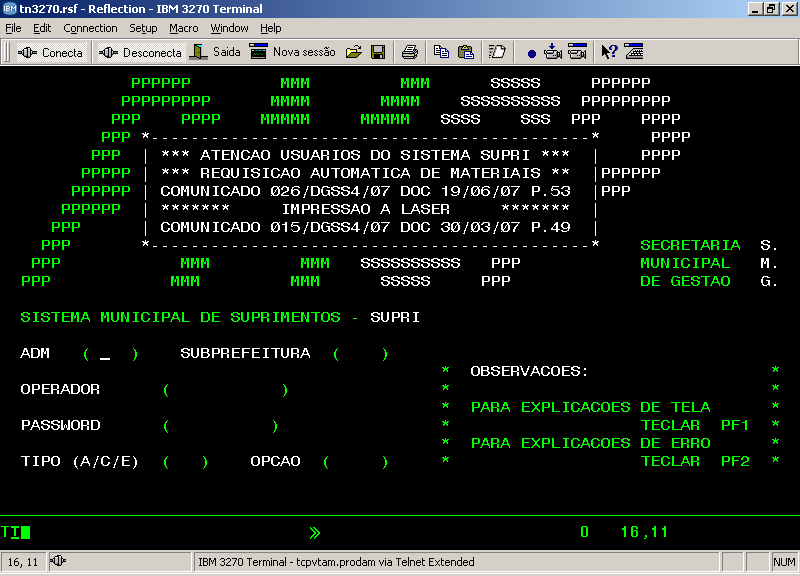 tn3270.rsf - Reflection - IBM 3270 Terminal
File Edit Connection Setup Macro Window Help
Conecta Desconecta Saida Nova sessão
PPPPPP MMM MMM SSSSS PPPPPP
PPPPPPPPP MMMM MMMM SSSSSSSSSS PPPPPPPPP
PPP PPPP MMMMM MMMMM SSSS SSS PPP PPPP
PPP *--------------------------------------------* PPPP
PPP | *** ATENCAO USUARIOS DO SISTEMA SUPRI *** | PPPP
PPPPP | *** REQUISICAO AUTOMATICA DE MATERIAIS ** |PPPPPP
PPPPPP | COMUNICADO 026/DGSS4/07 DOC 19/06/07 P.53 |PPP
PPPPPP | ******* IMPRESSAO A LASER ******* |
PPP | COMUNICADO 015/DGSS4/07 DOC 30/03/07 P.49 |
PPP *--------------------------------------------* SECRETARIA S.
PPP MMM MMM SSSSSSSSSS PPP MUNICIPAL M.
PPP MMM MMM SSSSS PPP DE GESTAO G.
SISTEMA MUNICIPAL DE SUPRIMENTOS - SUPRI
ADM ( _ ) SUBPREFEITURA ( )
* OBSERVACOES: *
OPERADOR ( ) * *
* PARA EXPLICACOES DE TELA *
PASSWORD ( ) * TECLAR PF1 *
* PARA EXPLICACOES DE ERRO *
TIPO (A/C/E) ( ) OPCAO ( ) * TECLAR PF2 *
TI » 0 16,11
16, 11 IBM 3270 Terminal - tcpvtam.prodam via Telnet Extended NUM